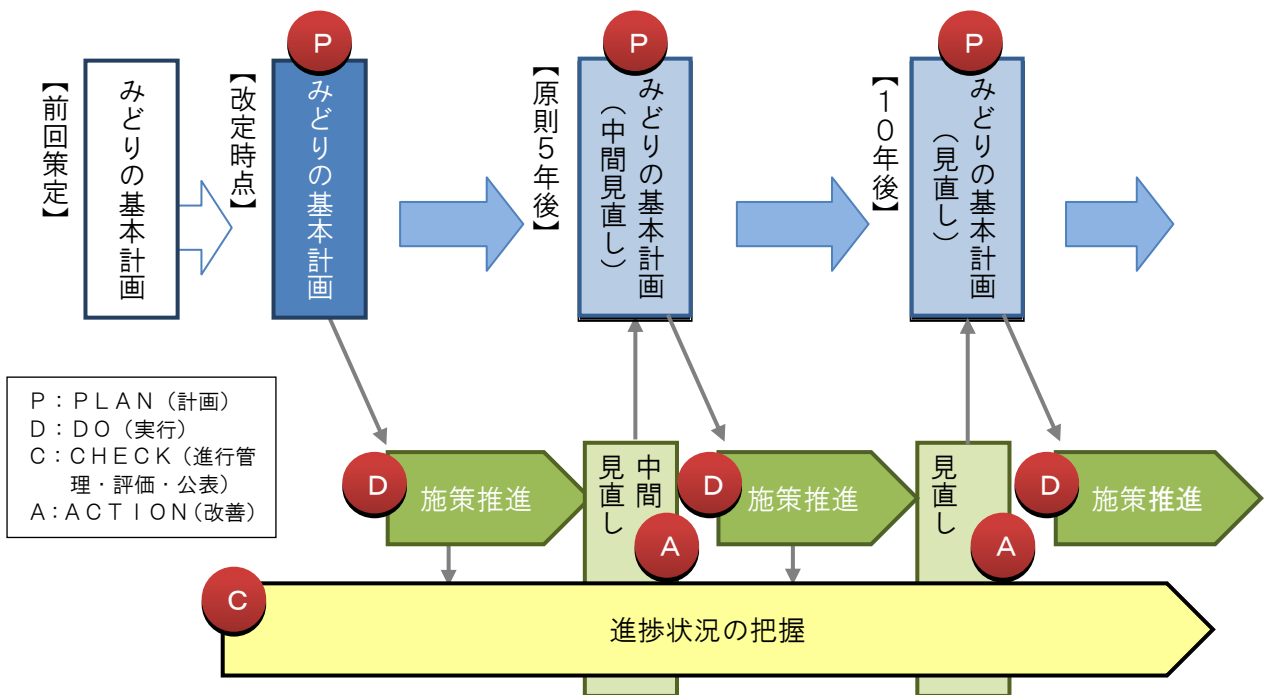 【前回策定】
みどりの基本計画
【改定時点】
P
みどりの基本計画
【原則５年後】
P
みどりの基本計画
（中間見直し）
【１０年後】
P
みどりの基本計画
（見直し）
P：ＰＬＡＮ（計画）
D：ＤＯ（実行）
C：ＣＨＥＣＫ（進行管
理・評価・公表）
A：ＡＣＴＩＯＮ（改善）
D
施策推進
中間
見直し
A
D
施策推進
見直し
A
D
施策推進
C
進捗状況の把握